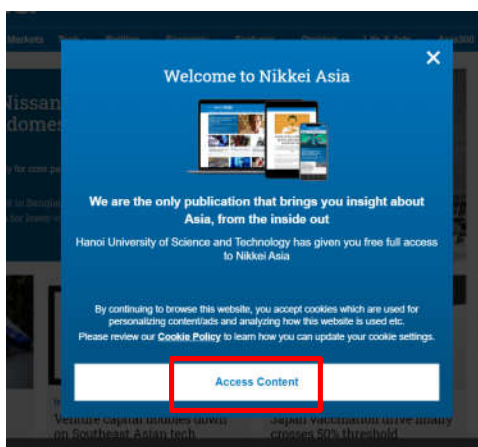 Markets
Welcome to Nikkei Asia
Nissan
domes
We are the only publication that brings you insight about
Asia, from the inside out
Hanoi University of Science and Technology has given you free full access
to Nikkei Asia
By continuing to browse this website, you accept cookies which are used for
personalizing content/ads and analyzing how this website is used etc.
Please review our Cookie Policy to learn how you can update your cookie settings.
Access Content
Venture capital doubles down
on Southeast Asian tech
Japan vaccination drive finally
crosses 50% threshold